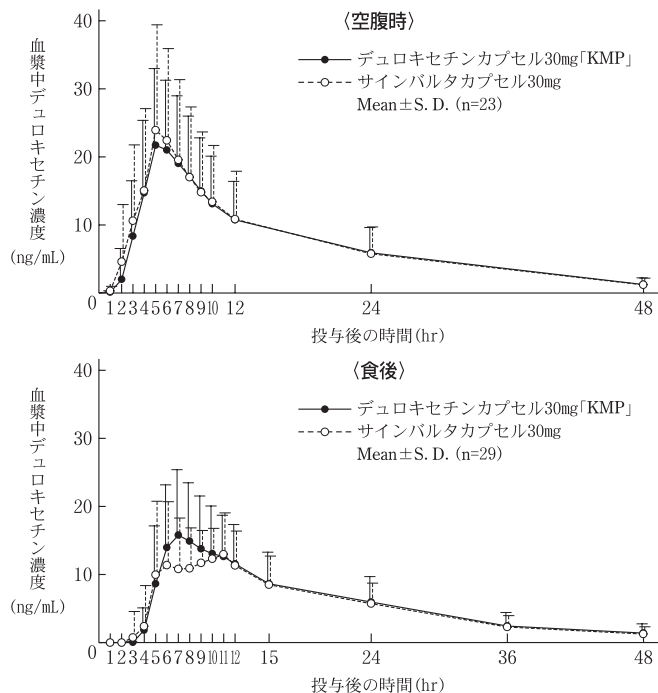 〈空腹時〉
デュロキセチンカプセル30mg「KMP」
サインバルタカプセル30mg
Mean±S. D. (n=23)
血漿中デュロキセチン濃度
(ng/mL)
40
30
20
10
0
1 2 3 4 5 6 7 8 9 10 12 24 48
投与後の時間(hr)
〈食後〉
デュロキセチンカプセル30mg「KMP」
サインバルタカプセル30mg
Mean±S. D. (n=29)
血漿中デュロキセチン濃度
(ng/mL)
40
30
20
10
0
1 2 3 4 5 6 7 8 9 10 11 12 15 24 36 48
投与後の時間(hr)